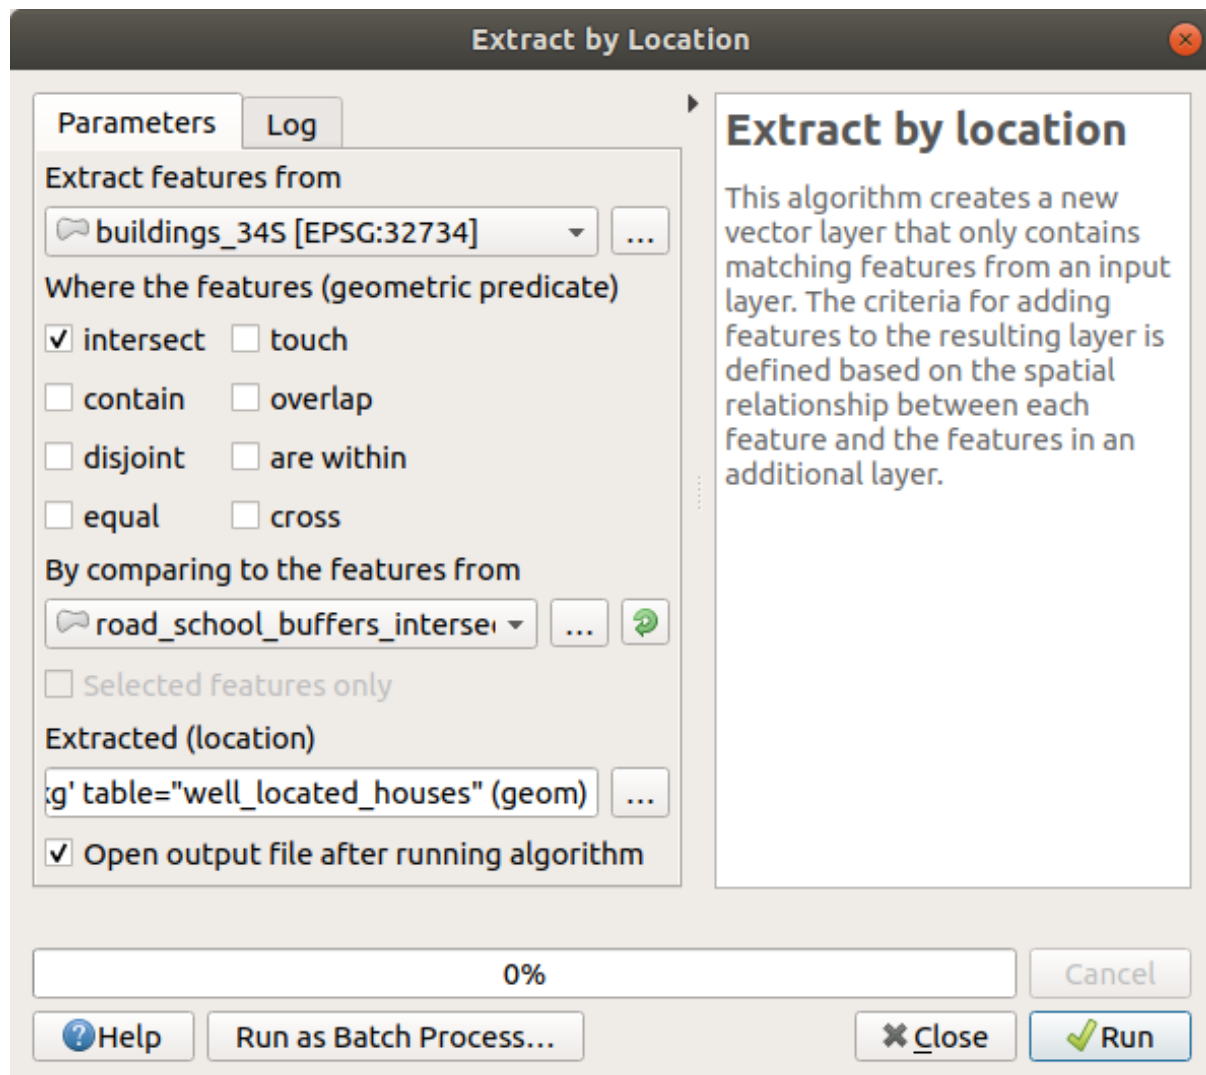 Extract by Location
Parameters
Log
Extract features from
buildings_34S [EPSG:32734]
...
Where the features (geometric predicate)
intersect
touch
contain
overlap
disjoint
are within
equal
cross
By comparing to the features from
road_school_buffers_interse
...
Selected features only
Extracted (location)
g' table="well_located_houses" (geom)
...
Open output file after running algorithm
Extract by location
This algorithm creates a new
vector layer that only contains
matching features from an input
layer. The criteria for adding
features to the resulting layer is
defined based on the spatial
relationship between each
feature and the features in an
additional layer.
0%
Cancel
Help
Run as Batch Process...
Close
Run